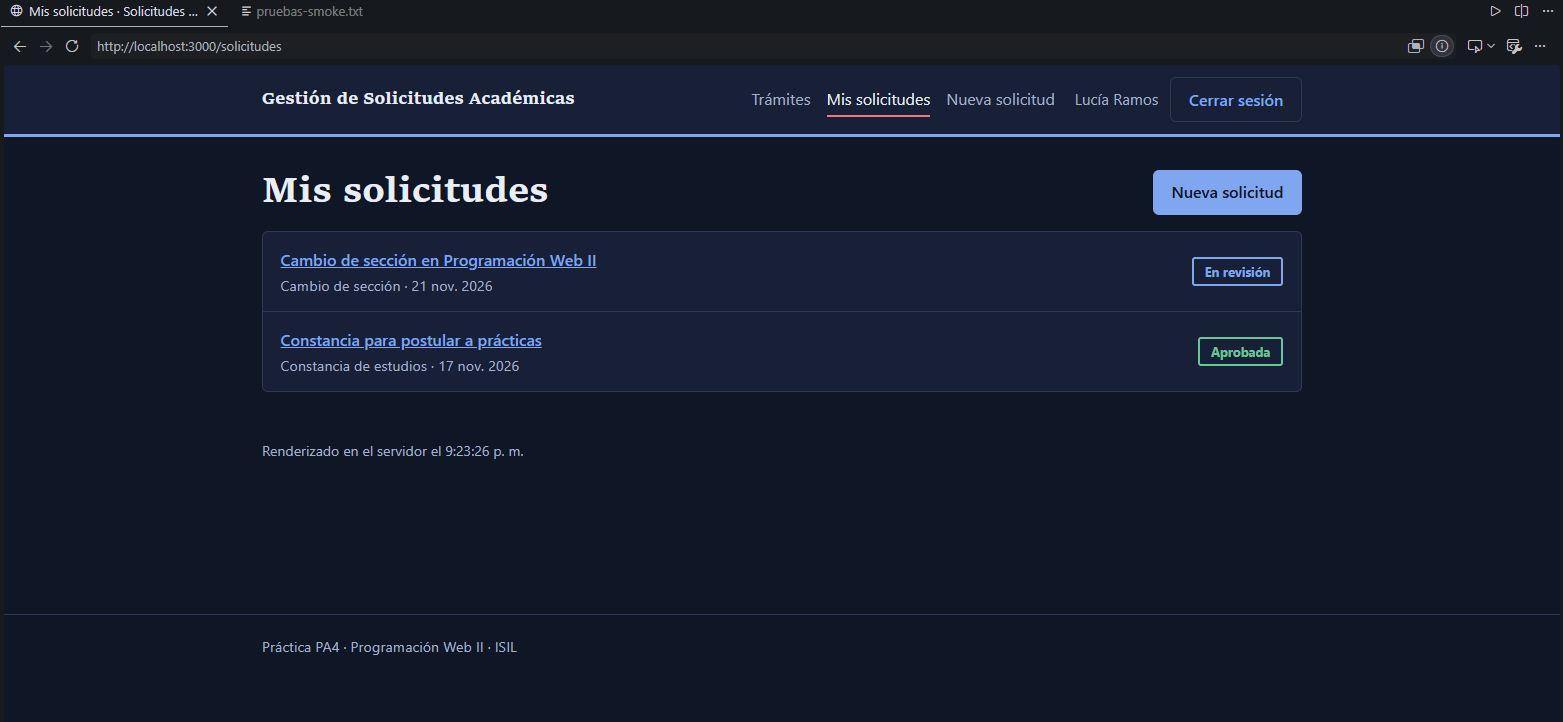 Mis solicitudes · Solicitudes ...
pruebas-smoke.txt
http://localhost:3000/solicitudes
Gestión de Solicitudes Académicas
Trámites
Mis solicitudes
Nueva solicitud
Lucía Ramos
Cerrar sesión
Mis solicitudes
Nueva solicitud
Cambio de sección en Programación Web II
Cambio de sección · 21 nov. 2026
En revisión
Constancia para postular a prácticas
Constancia de estudios · 17 nov. 2026
Aprobada
Renderizado en el servidor el 9:23:26 p. m.
Práctica PA4 · Programación Web II · ISIL